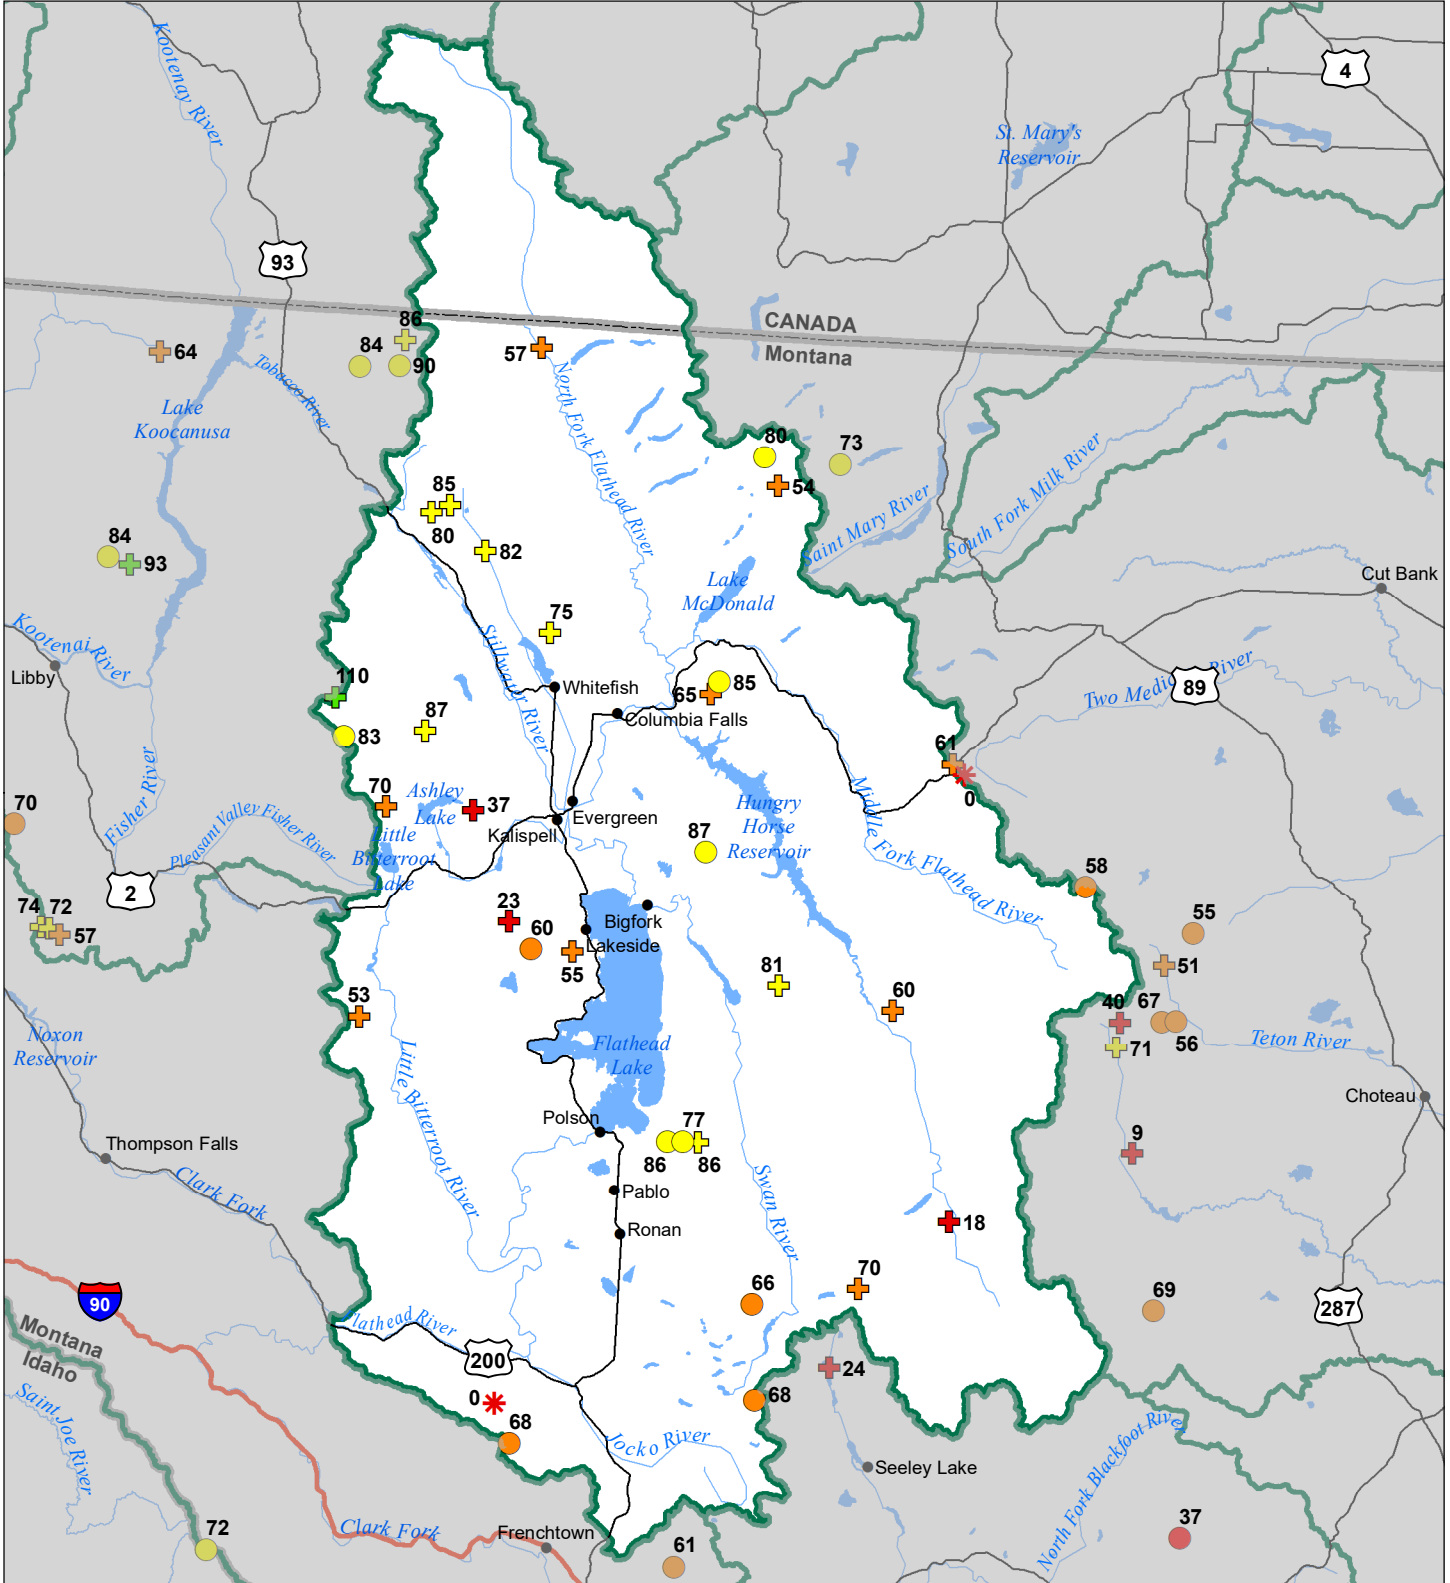 Kootenay River
4
St. Mary's
Reservoir
93
CANADA
Montana
86
84
90
64
57
Tobacco River
Lake
Koocanusa
North Fork Flathead River
80
73
54
85
80
82
84
93
Saint Mary River
South Fork Milk River
Cut Bank
Lake
McDonald
75
Kootenai River
Libby
Stillwater River
110
Whitefish
65
85
Columbia Falls
Two Medic River
89
87
83
61
0
70
Ashley
Lake
37
Evergreen
Kalispell
Hungry
Horse
Reservoir
Middle Fork Flathead River
70
Fisher River
Pleasant Valley Fisher River
Little
Bitterroot
Lake
87
2
58
74
72
57
23
60
55
Bigfork
Lakeside
55
51
81
60
53
40
67
56
71
Noxon
Reservoir
Flathead
Lake
Teton River
Little Bitterroot River
Choteau
Polson
77
86
86
9
Thompson Falls
Clark Fork
Swan River
Pablo
Ronan
18
70
66
69
90
287
Montana
Idaho
Flathead River
200
24
0
68
68
Saint Joe River
Jocko River
Seeley Lake
North Fork Blackfoot River
72
Clark Fork
Frenchtown
61
37